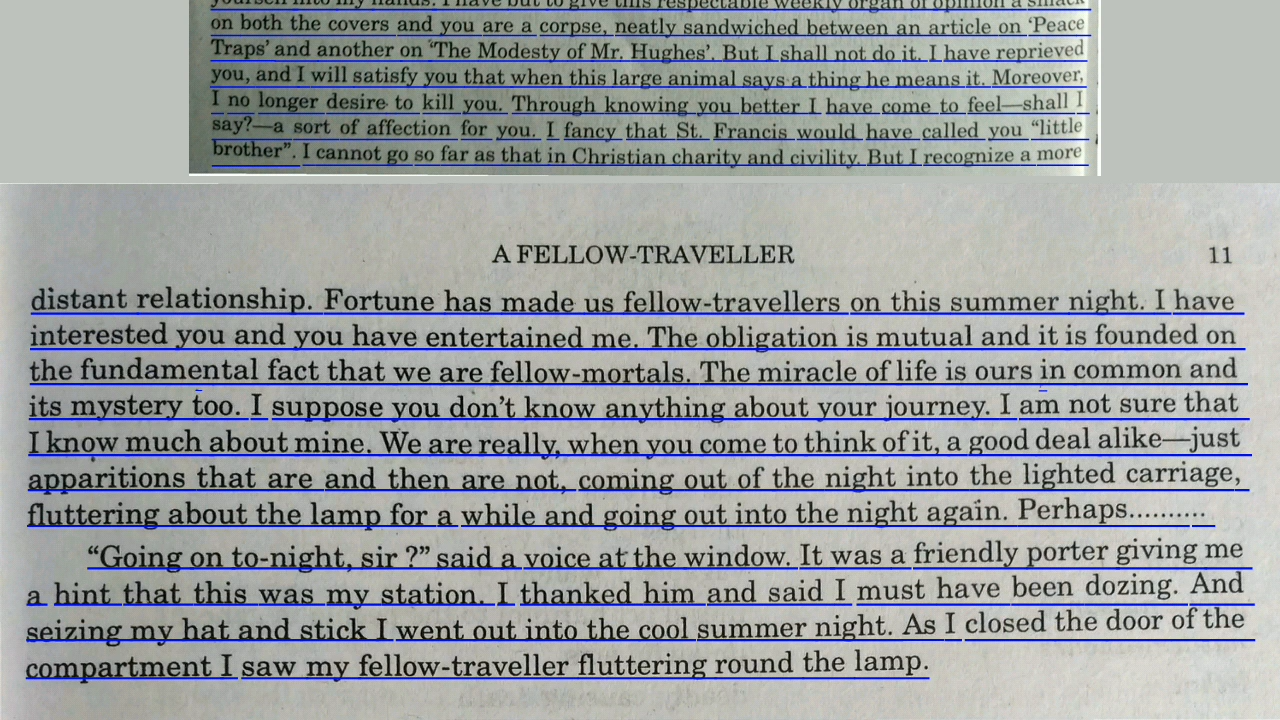 yourself into my hands. I have but to give this respectable weekly organ of opinion a smack
on both the covers and you are a corpse, neatly sandwiched between an article on ‘Peace
Traps’ and another on ‘The Modesty of Mr. Hughes’. But I shall not do it. I have reprieved
you, and I will satisfy you that when this large animal says a thing he means it. Moreover,
I no longer desire to kill you. Through knowing you better I have come to feel—shall I
say?—a sort of affection for you. I fancy that St. Francis would have called you “little
brother”. I cannot go so far as that in Christian charity and civility. But I recognize a more
A FELLOW-TRAVELLER 11
distant relationship. Fortune has made us fellow-travellers on this summer night. I have
interested you and you have entertained me. The obligation is mutual and it is founded on
the fundamental fact that we are fellow-mortals. The miracle of life is ours in common and
its mystery too. I suppose you don’t know anything about your journey. I am not sure that
I know much about mine. We are really, when you come to think of it, a good deal alike—just
apparitions that are and then are not, coming out of the night into the lighted carriage,
fluttering about the lamp for a while and going out into the night again. Perhaps..........
“Going on to-night, sir ?” said a voice at the window. It was a friendly porter giving me
a hint that this was my station. I thanked him and said I must have been dozing. And
seizing my hat and stick I went out into the cool summer night. As I closed the door of the
compartment I saw my fellow-traveller fluttering round the lamp.